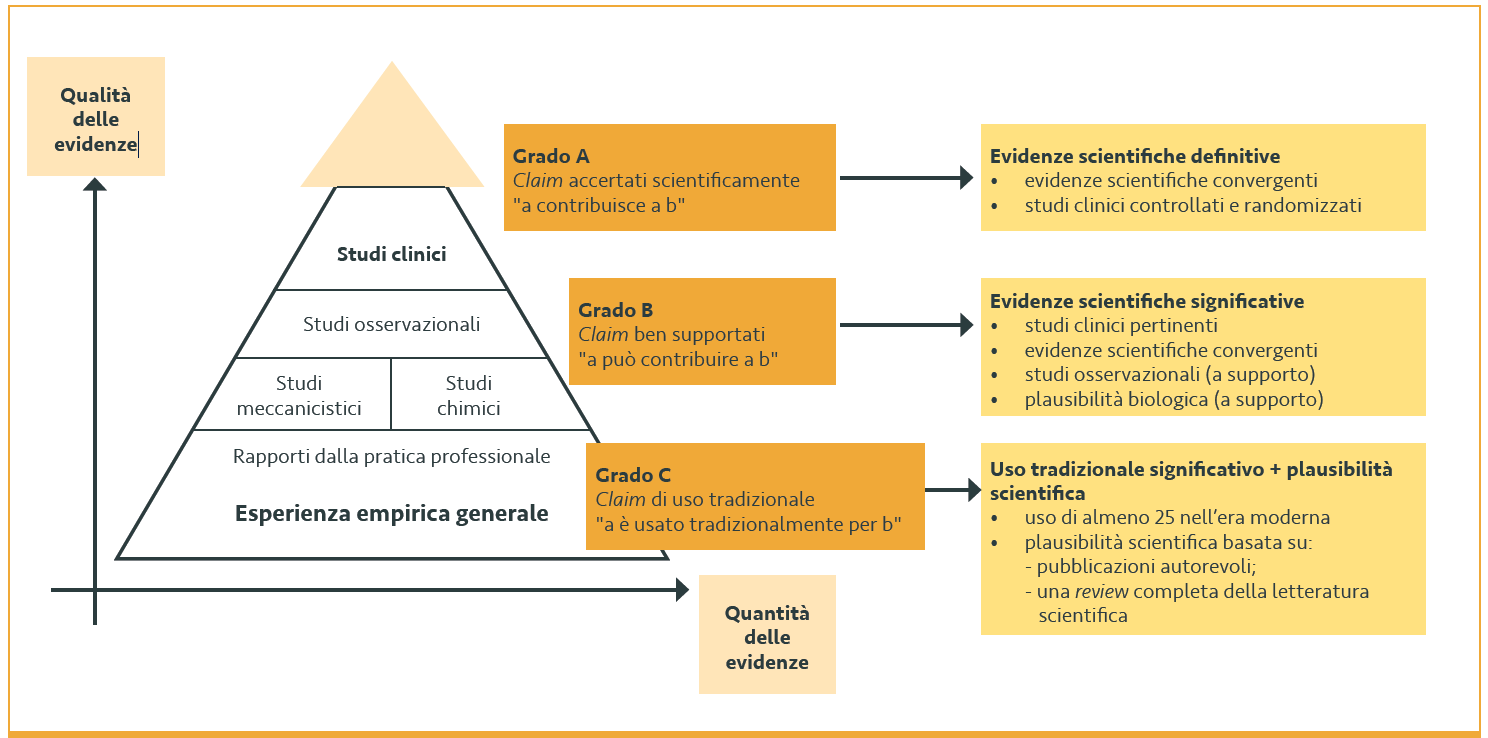 Qualità
delle
evidenze
Studi clinici
Studi osservazionali
Studi
meccanicistici
Studi
chimici
Rapporti dalla pratica professionale
Esperienza empirica generale
Quantità
delle
evidenze
Grado A
Claim accertati scientificamente
"a contribuisce a b"
Evidenze scientifiche definitive
• evidenze scientifiche convergenti
• studi clinici controllati e randomizzati
Grado B
Claim ben supportati
"a può contribuire a b"
Evidenze scientifiche significative
• studi clinici pertinenti
• evidenze scientifiche convergenti
• studi osservazionali (a supporto)
• plausibilità biologica (a supporto)
Grado C
Claim di uso tradizionale
"a è usato tradizionalmente per b"
Uso tradizionale significativo + plausibilità
scientifica
• uso di almeno 25 nell’era moderna
• plausibilità scientifica basata su:
- pubblicazioni autorevoli;
- una review completa della letteratura
scientifica